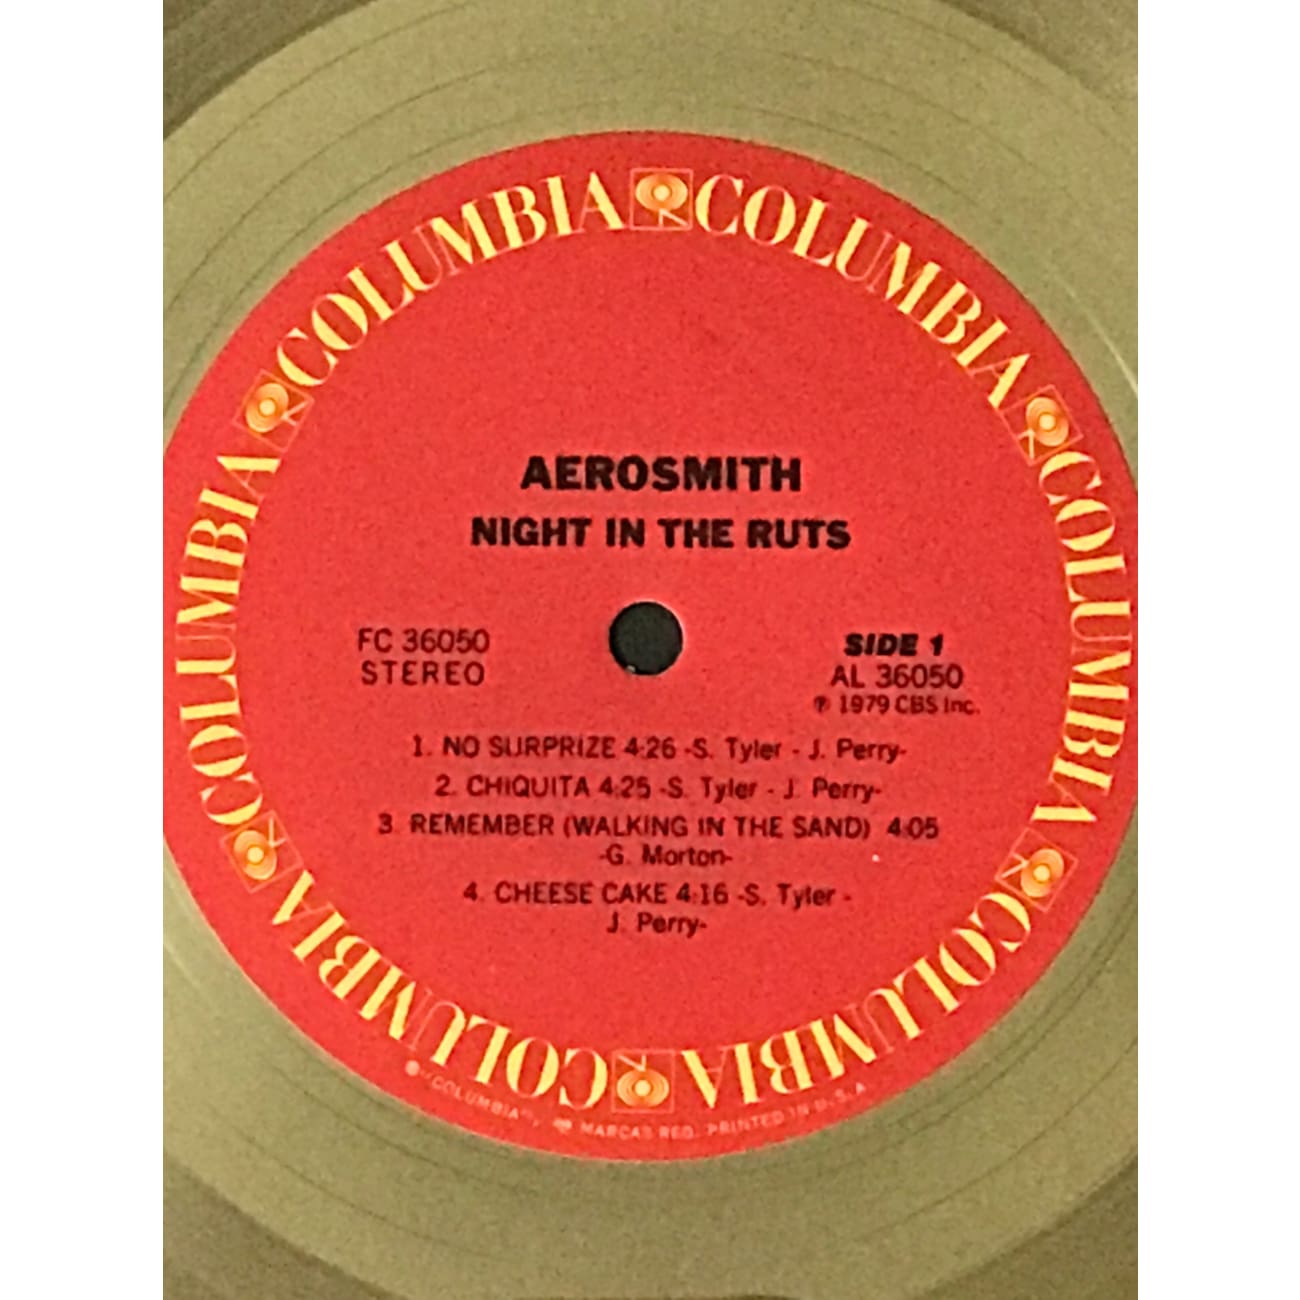 COLUMBIA COLUMBIA COLUMBIA COLUMBIA COLUMBIA COLUMBIA
AEROSMITH
NIGHT IN THE RUTS
FC 36050
STEREO
SIDE 1
AL 36050
℗ 1979 CBS Inc.
1. NO SURPRIZE 4:26 -S. Tyler - J. Perry-
2. CHIQUITA 4:25 -S. Tyler - J. Perry-
3. REMEMBER (WALKING IN THE SAND) 4:05
-G. Morton-
4. CHEESE CAKE 4:16 -S. Tyler -
J. Perry-
"COLUMBIA", MARCAS REG. PRINTED IN U.S.A.